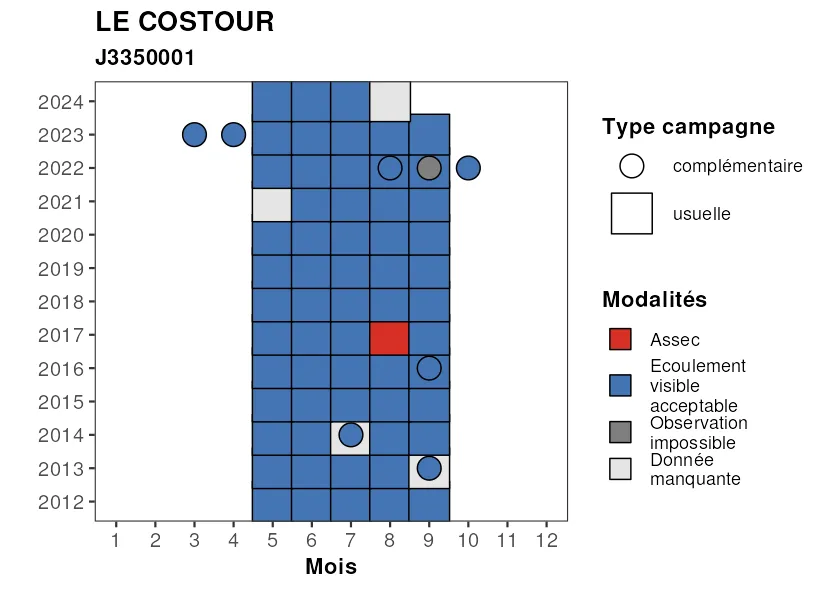 LE COSTOUR
J3350001
2024
2023
2022
2021
2020
2019
2018
2017
2016
2015
2014
2013
2012
1 2 3 4 5 6 7 8 9 10 11 12
Mois
Type campagne
complémentaire
usuelle
Modalités
Assec
Ecoulement
visible
acceptable
Observation
impossible
Donnée
manquante